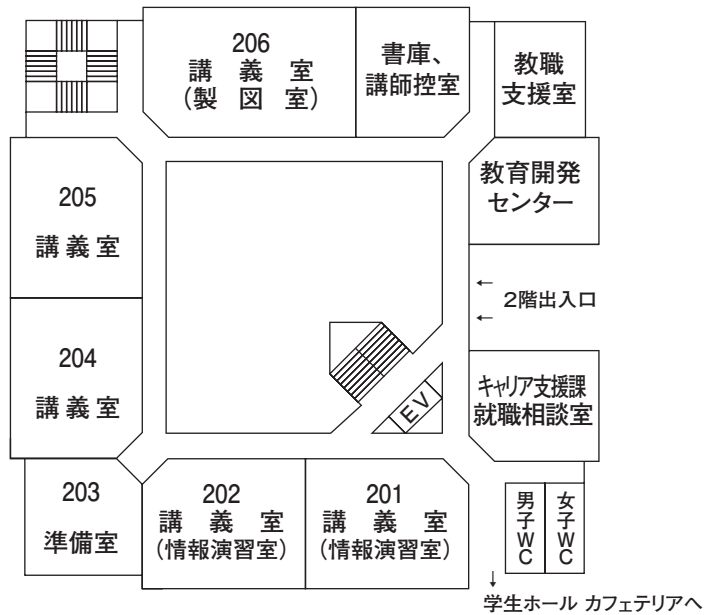 206
講義室
(製図室)
書庫、
講師控室
教職
支援室
205
講義室
教育開発
センター
← 
2階出入口
←
204
講義室
EV
キャリア支援課
就職相談室
203
準備室
202
講義室
(情報演習室)
201
講義室
(情報演習室)
男子WC
女子WC
↓
学生ホール カフェテリアへ